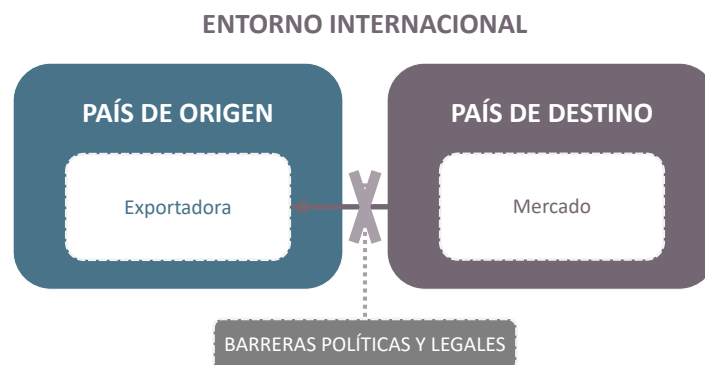 ENTORNO INTERNACIONAL
PAÍS DE ORIGEN
PAÍS DE DESTINO
Exportadora
Mercado
BARRERAS POLÍTICAS Y LEGALES